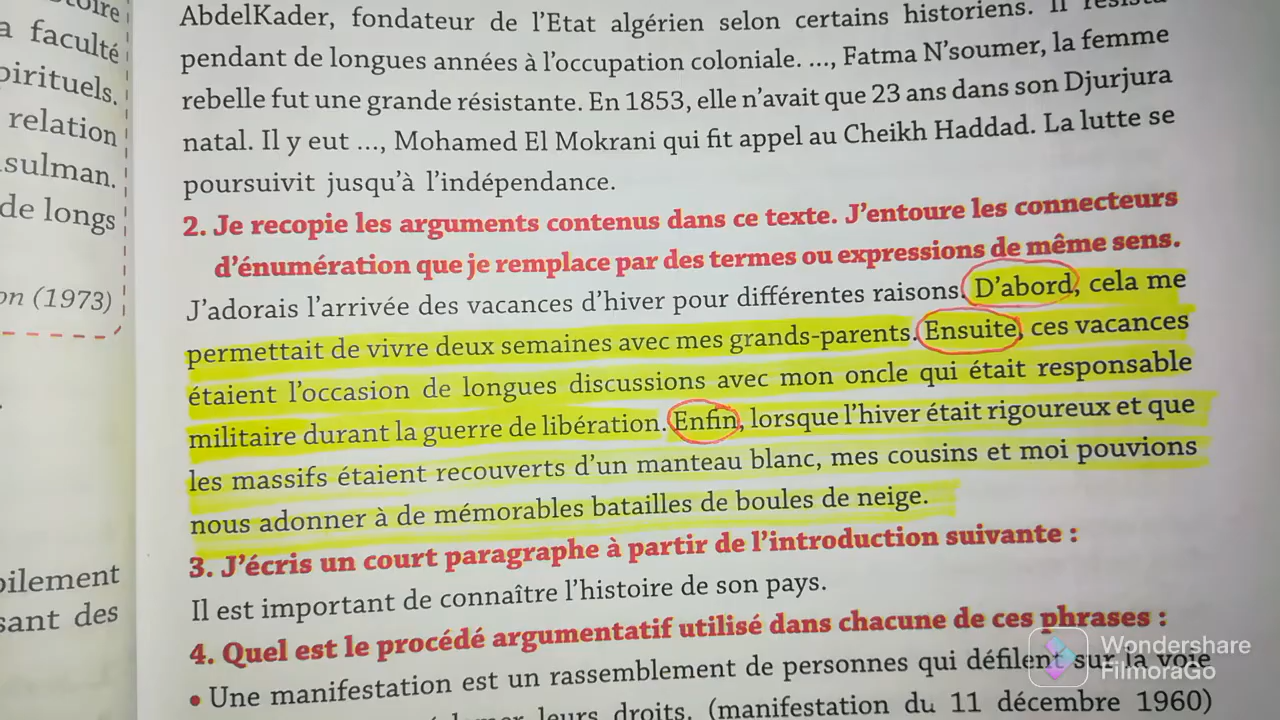 toire
a faculté
pirituels.
relation
sulman.
de longs
on (1973)
pilement
sant des
AbdelKader, fondateur de l'Etat algérien selon certains historiens. Il résista
pendant de longues années à l'occupation coloniale. ..., Fatma N'soumer, la femme
rebelle fut une grande résistante. En 1853, elle n'avait que 23 ans dans son Djurjura
natal. Il y eut ..., Mohamed El Mokrani qui fit appel au Cheikh Haddad. La lutte se
poursuivit jusqu'à l'indépendance.
2. Je recopie les arguments contenus dans ce texte. J'entoure les connecteurs
d'énumération que je remplace par des termes ou expressions de même sens.
J'adorais l'arrivée des vacances d'hiver pour différentes raisons. D'abord, cela me
permettait de vivre deux semaines avec mes grands-parents. Ensuite, ces vacances
étaient l'occasion de longues discussions avec mon oncle qui était responsable
militaire durant la guerre de libération. Enfin, lorsque l'hiver était rigoureux et que
les massifs étaient recouverts d'un manteau blanc, mes cousins et moi pouvions
nous adonner à de mémorables batailles de boules de neige.
3. J'écris un court paragraphe à partir de l'introduction suivante :
Il est important de connaître l'histoire de son pays.
4. Quel est le procédé argumentatif utilisé dans chacune de ces phrases :
• Une manifestation est un rassemblement de personnes qui défilent sur la voie
leurs droits. (manifestation du 11 décembre 1960)
Wondershare
FilmoraGo